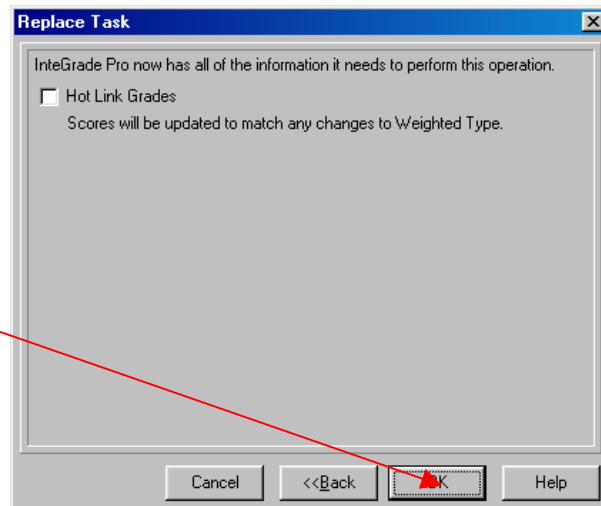 Replace Task
InteGrade Pro now has all of the information it needs to perform this operation.
Hot Link Grades
Scores will be updated to match any changes to Weighted Type.
Cancel <<Back OK Help